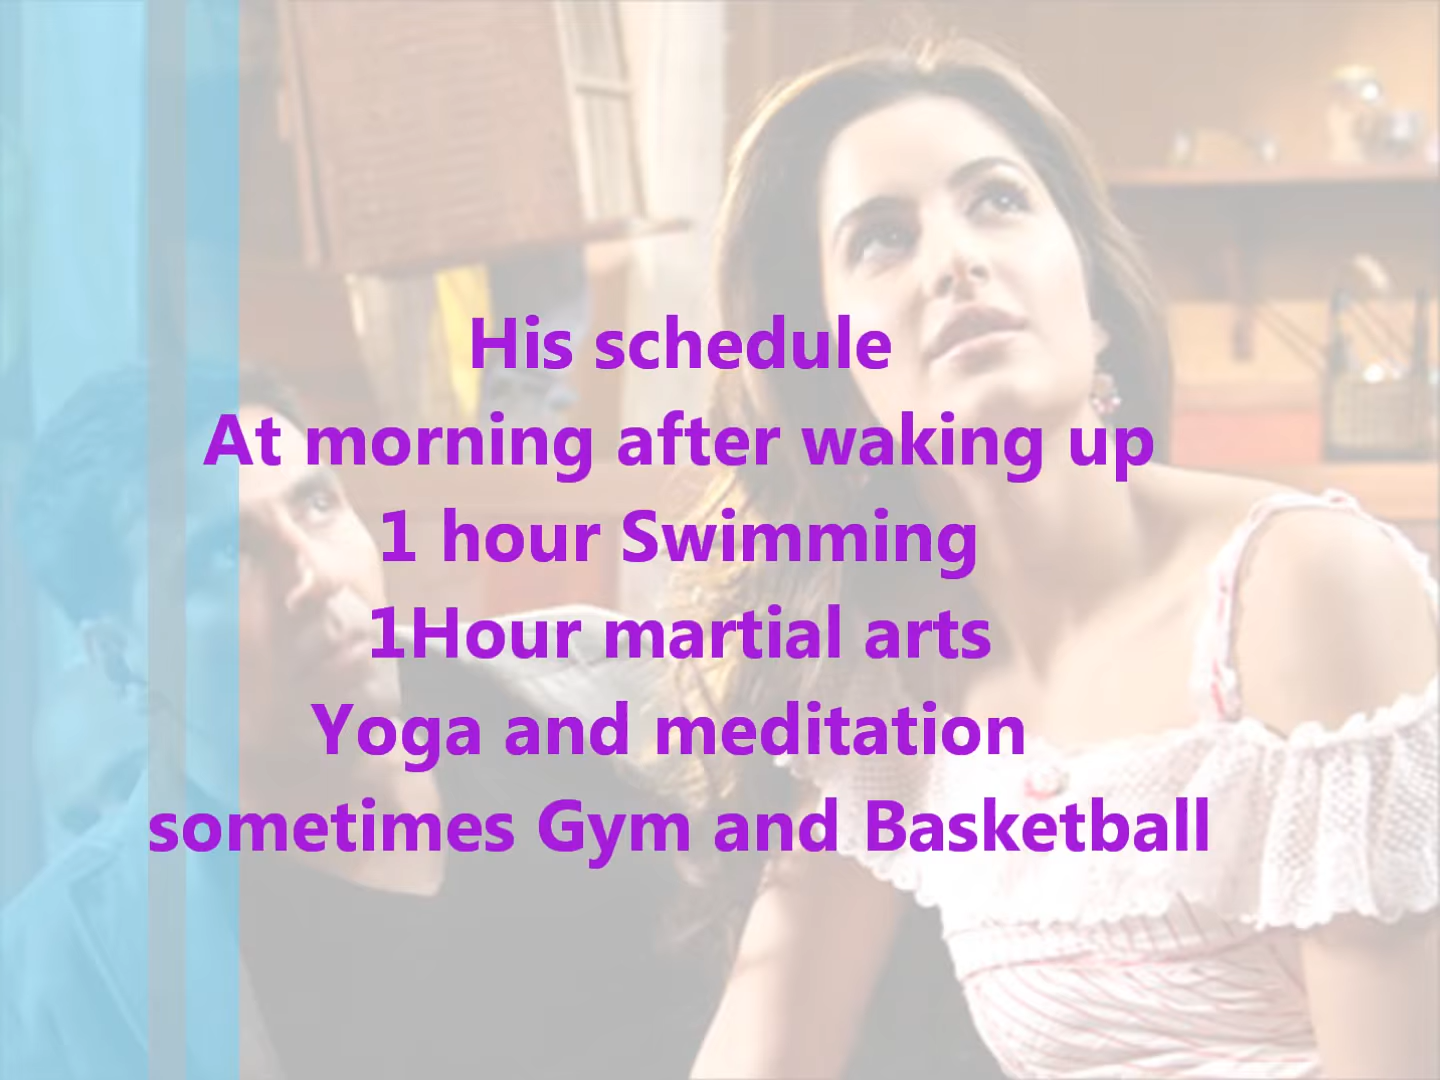 His schedule
At morning after waking up
1 hour Swimming
1Hour martial arts
Yoga and meditation
sometimes Gym and Basketball